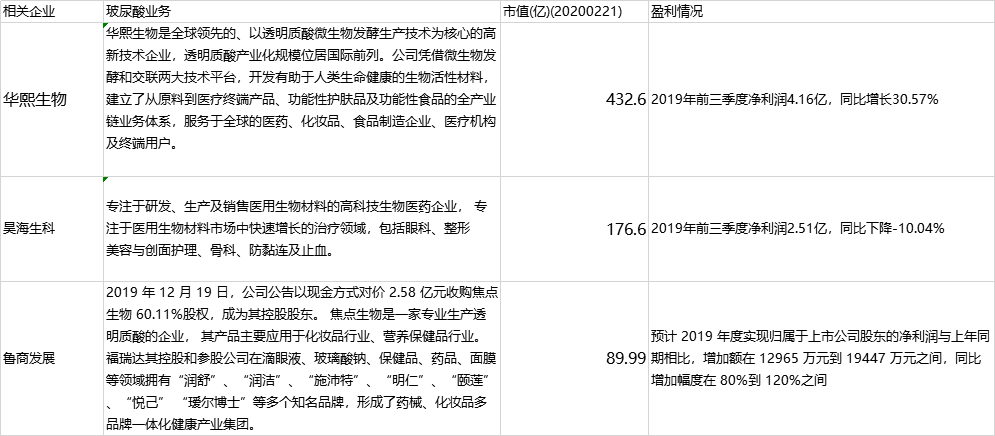 相关企业 玻尿酸业务 市值(亿)(20200221) 盈利情况
华熙生物
华熙生物是全球领先的、以透明质酸微生物发酵生产技术为核心的高
新技术企业，透明质酸产业化规模位居国际前列。公司凭借微生物发
酵和交联两大技术平台，开发有助于人类生命健康的生物活性材料，
建立了从原料到医疗终端产品、功能性护肤品及功能性食品的全产业
链业务体系，服务于全球的医药、化妆品、食品制造企业、医疗机构
及终端用户。
432.6
2019年前三季度净利润4.16亿，同比增长30.57%
昊海生科
专注于研发、生产及销售医用生物材料的高科技生物医药企业， 专
注于医用生物材料市场中快速增长的治疗领域，包括眼科、整形
美容与创面护理、骨科、防黏连及止血。
176.6
2019年前三季度净利润2.51亿，同比下降-10.04%
鲁商发展
2019 年 12 月 19 日，公司公告以现金方式对价 2.58 亿元收购焦点
生物 60.11%股权，成为其控股股东。 焦点生物是一家专业生产透
明质酸的企业， 其产品主要应用于化妆品行业、营养保健品行业。
福瑞达其控股和参股公司在滴眼液、玻璃酸钠、保健品、药品、面膜
等领域拥有“润舒”、“润洁”、“施沛特”、“明仁”、“颐莲”
、“悦己” “瑷尔博士”等多个知名品牌，形成了药械、化妆品多
品牌一体化健康产业集团。
89.99
预计 2019 年度实现归属于上市公司股东的净利润与上年同
期相比，增加额在 12965 万元到 19447 万元之间，同比
增加幅度在 80%到 120%之间